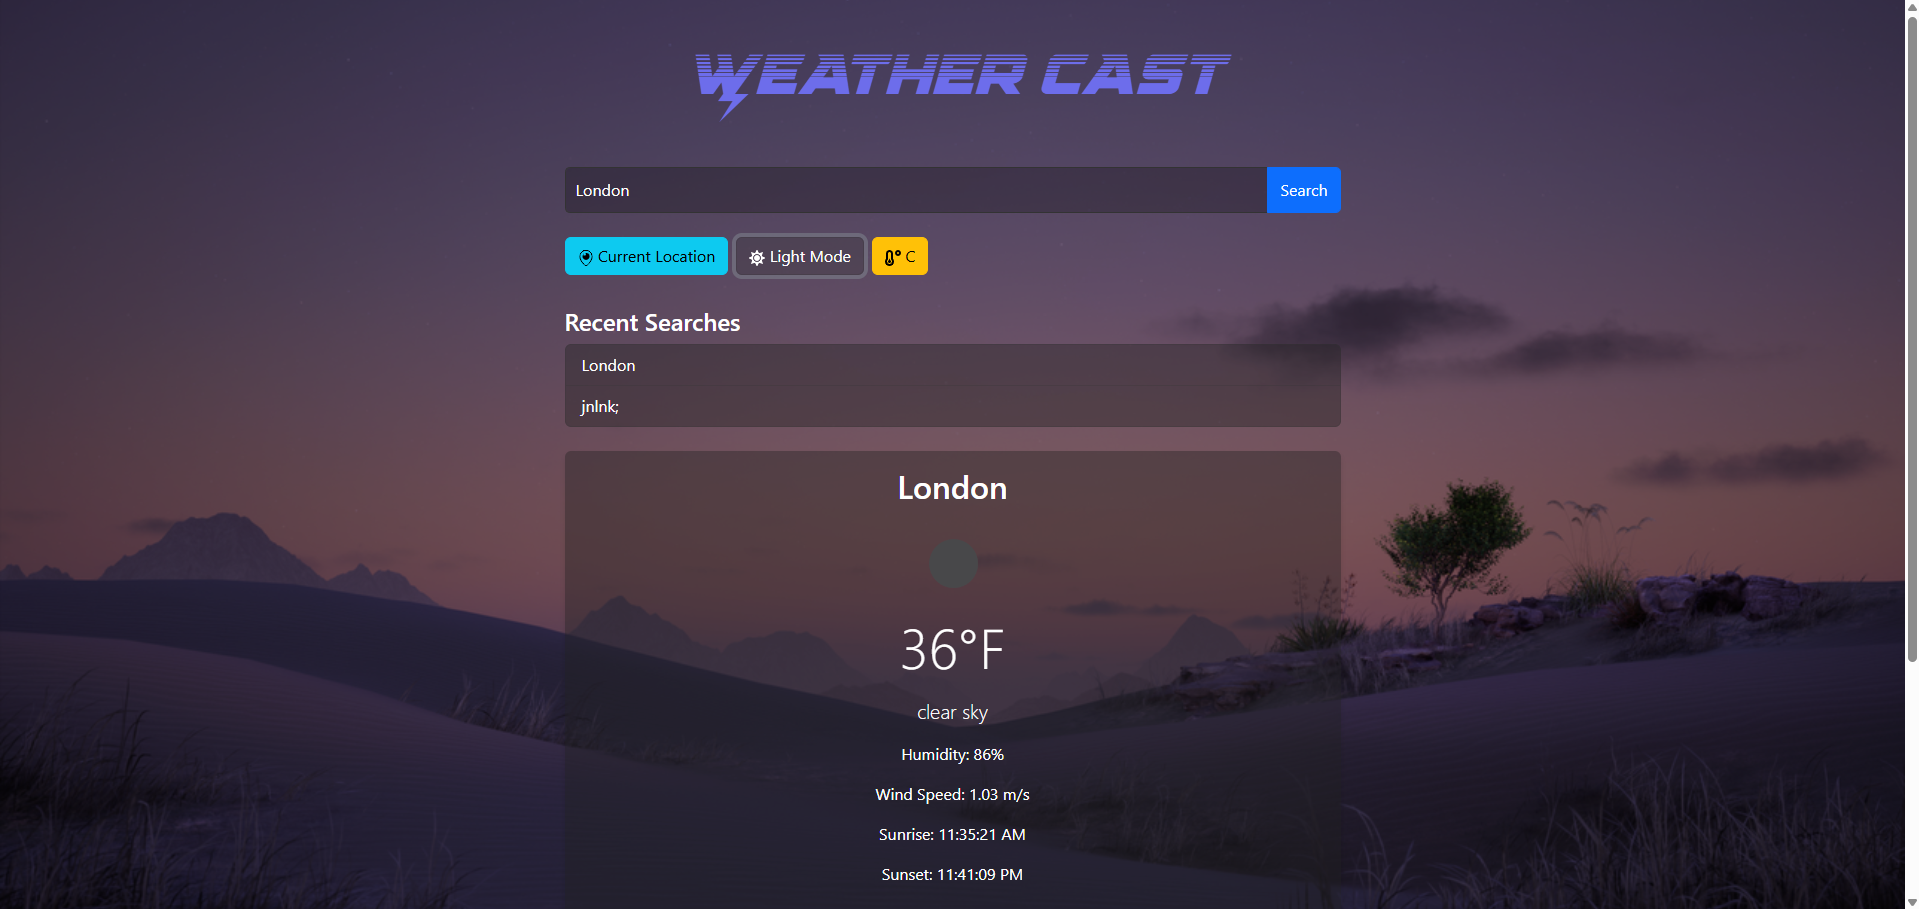 WEATHER CAST
London
Search
Current Location
Light Mode
° C
Recent Searches
London
jnlnk;
London
36°F
clear sky
Humidity: 86%
Wind Speed: 1.03 m/s
Sunrise: 11:35:21 AM
Sunset: 11:41:09 PM